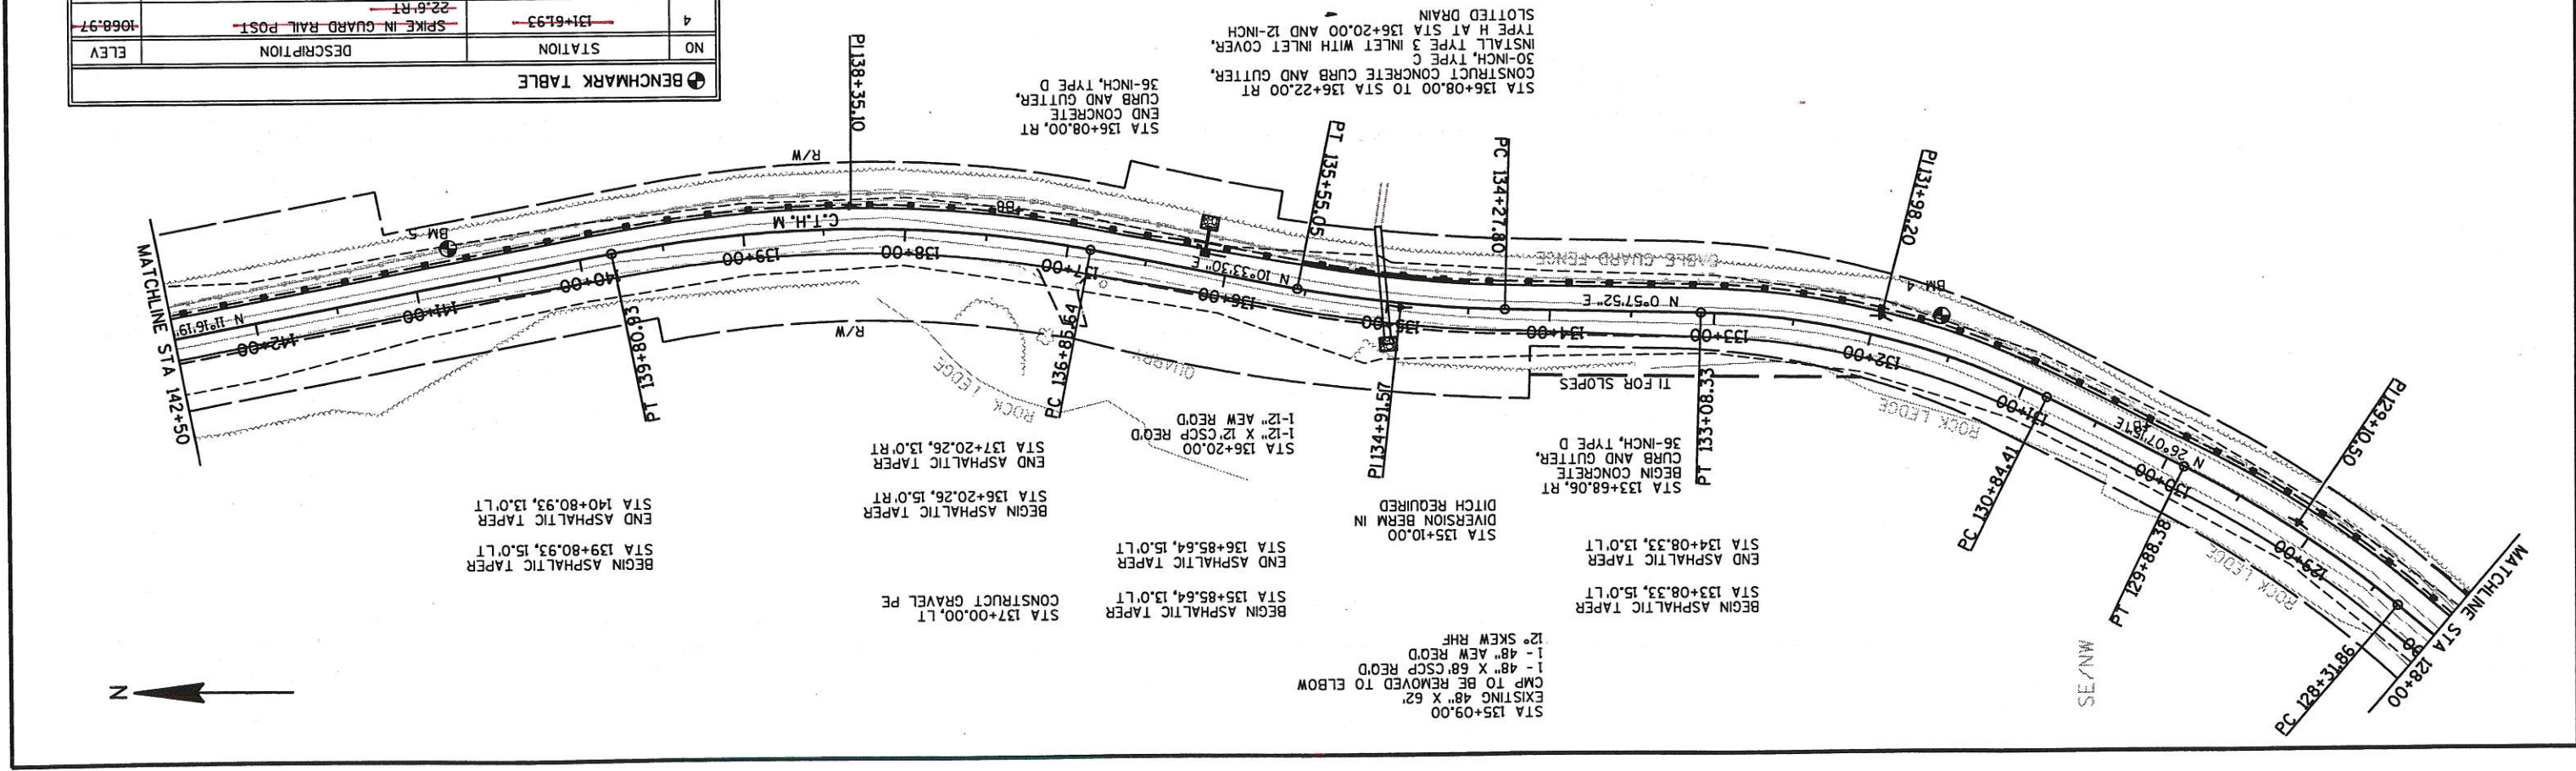 STA 135+09.00
EXISTING 48" X 62'
CMP TO BE REMOVED TO ELBOW
1 - 48" X 68' CSCP REQ'D
1 - 48" AEW REQ'D
12° SKEW RHF
SE/NW
N
BEGIN ASPHALTIC TAPER
STA 133+08.33, 15.0' LT
END ASPHALTIC TAPER
STA 134+08.33, 13.0' LT
BEGIN ASPHALTIC TAPER
STA 135+85.64, 13.0' LT
END ASPHALTIC TAPER
STA 136+85.64, 15.0' LT
STA 137+00.00, LT
CONSTRUCT GRAVEL PE
BEGIN ASPHALTIC TAPER
STA 139+80.93, 15.0' LT
END ASPHALTIC TAPER
STA 140+80.93, 13.0' LT
STA 135+10.00
DIVERSION BERM IN
DITCH REQUIRED
BEGIN ASPHALTIC TAPER
STA 136+20.26, 15.0' RT
END ASPHALTIC TAPER
STA 137+20.26, 13.0' RT
STA 133+68.06, RT
BEGIN CONCRETE
CURB AND GUTTER,
36-INCH, TYPE D
STA 136+20.00
1-12" X 12' CSCP REQ'D
1-12" AEW REQ'D
MATCHLINE STA 128+00
PC 128+31.86
PT 129+88.38
PC 130+84.41
PT 133+08.33
PI 134+91.57
PC 136+85.64
PT 139+80.93
MATCHLINE STA 142+50
ROCK LEDGE
ROCK LEDGE
TI FOR SLOPES
QUARRY
ROCK LEDGE
R/W
129+00
130+00
131+00
132+00
133+00
134+00
135+00
136+00
137+00
138+00
139+00
140+00
141+00
142+00
N 26°07'15" E
N 0°57'52" E
N 10°33'30" E
N 11°16'19"
C.T.H. M
88+
CABLE GUARD FENCE
BM 4
BM 5
R/W
PI 129+10.50
PI 131+98.20
PC 134+27.80
PT 135+55.05
PI 138+35.10
STA 136+08.00 TO STA 136+22.00 RT
CONSTRUCT CONCRETE CURB AND GUTTER,
30-INCH, TYPE C
INSTALL TYPE 3 INLET WITH INLET COVER,
TYPE H AT STA 136+20.00 AND 12-INCH
SLOTTED DRAIN
STA 136+08.00, RT
END CONCRETE
CURB AND GUTTER,
36-INCH, TYPE D
BENCHMARK TABLE
NO STATION DESCRIPTION ELEV
4 131+61.93 SPIKE IN GUARD RAIL POST 1068.97
22.6' RT